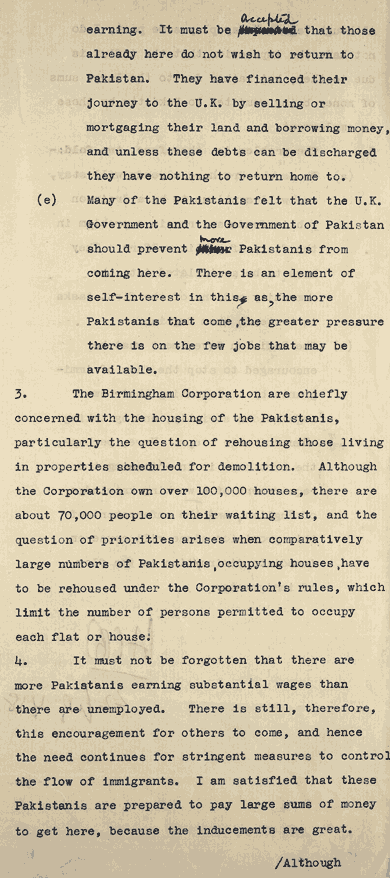 earning. It must be accepted that those
already here do not wish to return to
Pakistan. They have financed their
journey to the U.K. by selling or
mortgaging their land and borrowing money,
and unless these debts can be discharged
they have nothing to return home to.
(e) Many of the Pakistanis felt that the U.K.
Government and the Government of Pakistan
should prevent more Pakistanis from
coming here. There is an element of
self-interest in this, as, the more
Pakistanis that come, the greater pressure
there is on the few jobs that may be
available.
3. The Birmingham Corporation are chiefly
concerned with the housing of the Pakistanis,
particularly the question of rehousing those living
in properties scheduled for demolition. Although
the Corporation own over 100,000 houses, there are
about 70,000 people on their waiting list, and the
question of priorities arises when comparatively
large numbers of Pakistanis, occupying houses, have
to be rehoused under the Corporation's rules, which
limit the number of persons permitted to occupy
each flat or house.
4. It must not be forgotten that there are
more Pakistanis earning substantial wages than
there are unemployed. There is still, therefore,
this encouragement for others to come, and hence
the need continues for stringent measures to control
the flow of immigrants. I am satisfied that these
Pakistanis are prepared to pay large sums of money
to get here, because the inducements are great.
/Although